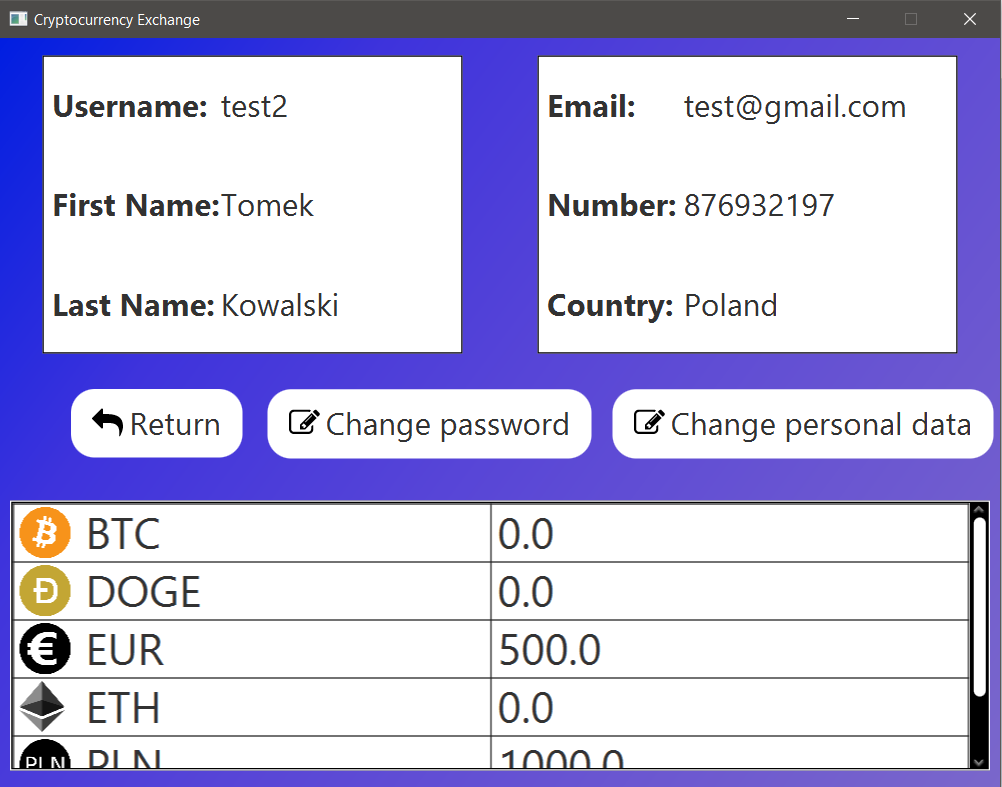 Cryptocurrency Exchange
Username: test2
First Name: Tomek
Last Name: Kowalski
Email: test@gmail.com
Number: 876932197
Country: Poland
Return
Change password
Change personal data
BTC 0.0
DOGE 0.0
EUR 500.0
ETH 0.0
PLN PLN 1000.0